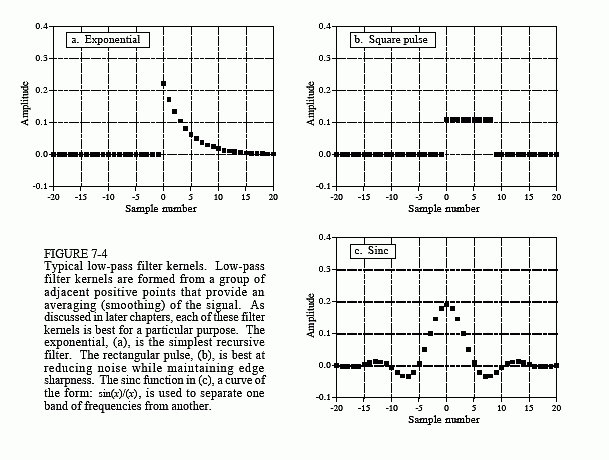 a. Exponential
0.4
0.3
0.2
0.1
0.0
-0.1
Amplitude
-20 -15 -10 -5 0 5 10 15 20
Sample number
b. Square pulse
0.4
0.3
0.2
0.1
0.0
-0.1
Amplitude
-20 -15 -10 -5 0 5 10 15 20
Sample number
FIGURE 7-4
Typical low-pass filter kernels. Low-pass
filter kernels are formed from a group of
adjacent positive points that provide an
averaging (smoothing) of the signal. As
discussed in later chapters, each of these filter
kernels is best for a particular purpose. The
exponential, (a), is the simplest recursive
filter. The rectangular pulse, (b), is best at
reducing noise while maintaining edge
sharpness. The sinc function in (c), a curve of
the form: sin(x)/(x), is used to separate one
band of frequencies from another.
c. Sinc
0.4
0.3
0.2
0.1
0.0
-0.1
Amplitude
-20 -15 -10 -5 0 5 10 15 20
Sample number